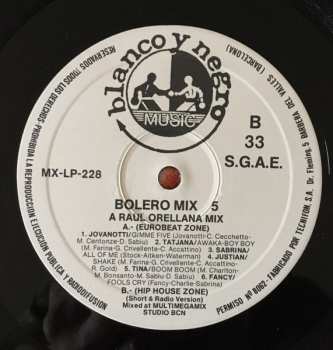 blanco y negro
MUSIC
RESERVADOS TODOS LOS DERECHOS-PROHIBIDA LA REPRODUCCION EJECUCION PUBLICA Y RADIODIFUSION
PERMISO Nº 8062.-FABRICADO POR TECNIFON, S.A. Dr. Fleming, 5 BARBERA DEL VALLES (BARCELONA)
B
33
S.G.A.E.
MX-LP-228
BOLERO MIX 5
A RAUL ORELLANA MIX
A.- (EUROBEAT ZONE)
1. JOVANOTTI/GIMME FIVE (Jovanotti-C. Cecchetto-
M. Centonze-D. Sabiu) 2. TATJANA/AWAKA-BOY BOY
(M. Farina-G. Crivellente-C. Accattino) 3. SABRINA/
ALL OF ME (Stock-Aitken-Waterman) 4. JUSTIAN/
SHAKE (M. Farina-G. Crivellente-C. Accattino-
R. Gold) 5. TINA/BOOM BOOM (M. Charlton-
M. Bonsanto-M. Sabiu-D. Sabiu) 6. FANCY/
FOOLS CRY (Fancy-Charlie-Sabrina)
B.- (HIP HOUSE ZONE)
(Short & Radio Version)
Mixed at MULTIMEGAMIX
STUDIO BCN